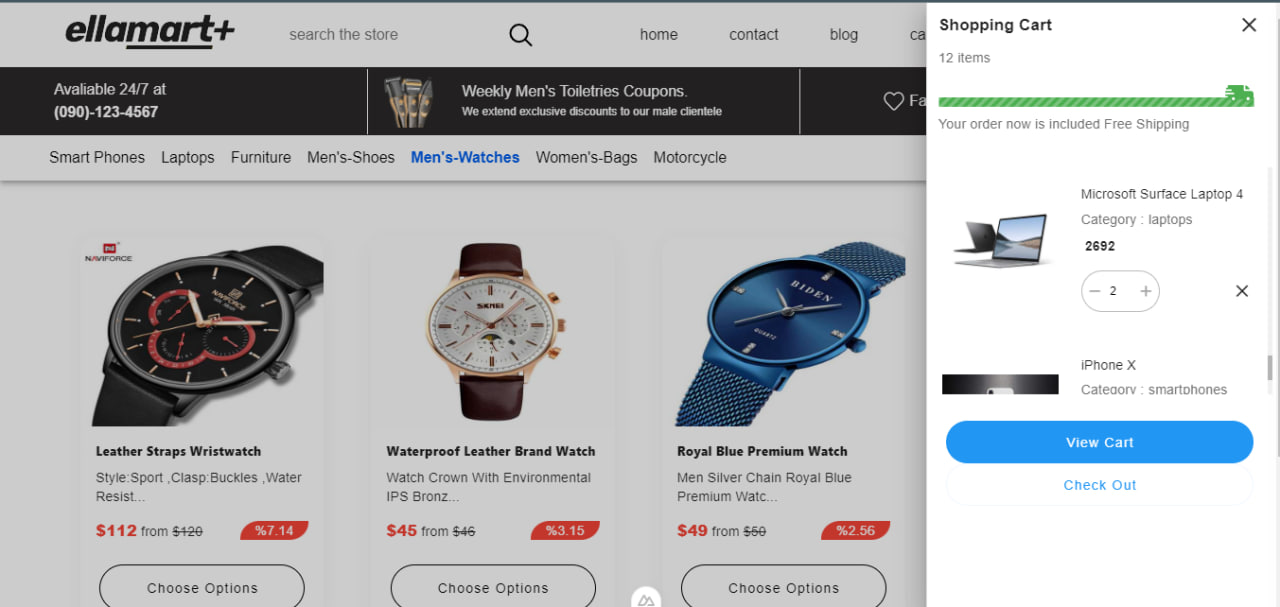 ellamart+
search the store
home
contact
blog
ca
Avaliable 24/7 at
(090)-123-4567
Weekly Men's Toiletries Coupons.
We extend exclusive discounts to our male clientele
Fa
Smart Phones
Laptops
Furniture
Men's-Shoes
Men's-Watches
Women's-Bags
Motorcycle
NAVIFORCE
NAVIFORCE
SKMEI
BIDEN
QUARTZ
Leather Straps Wristwatch
Style:Sport ,Clasp:Buckles ,Water
Resist...
$112 from $120
%7.14
Choose Options
Waterproof Leather Brand Watch
Watch Crown With Environmental
IPS Bronz...
$45 from $46
%3.15
Choose Options
Royal Blue Premium Watch
Men Silver Chain Royal Blue
Premium Watc...
$49 from $50
%2.56
Choose Options
Shopping Cart
12 items
Your order now is included Free Shipping
Microsoft Surface Laptop 4
Category : laptops
2692
2
iPhone X
Category : smartphones
View Cart
Check Out